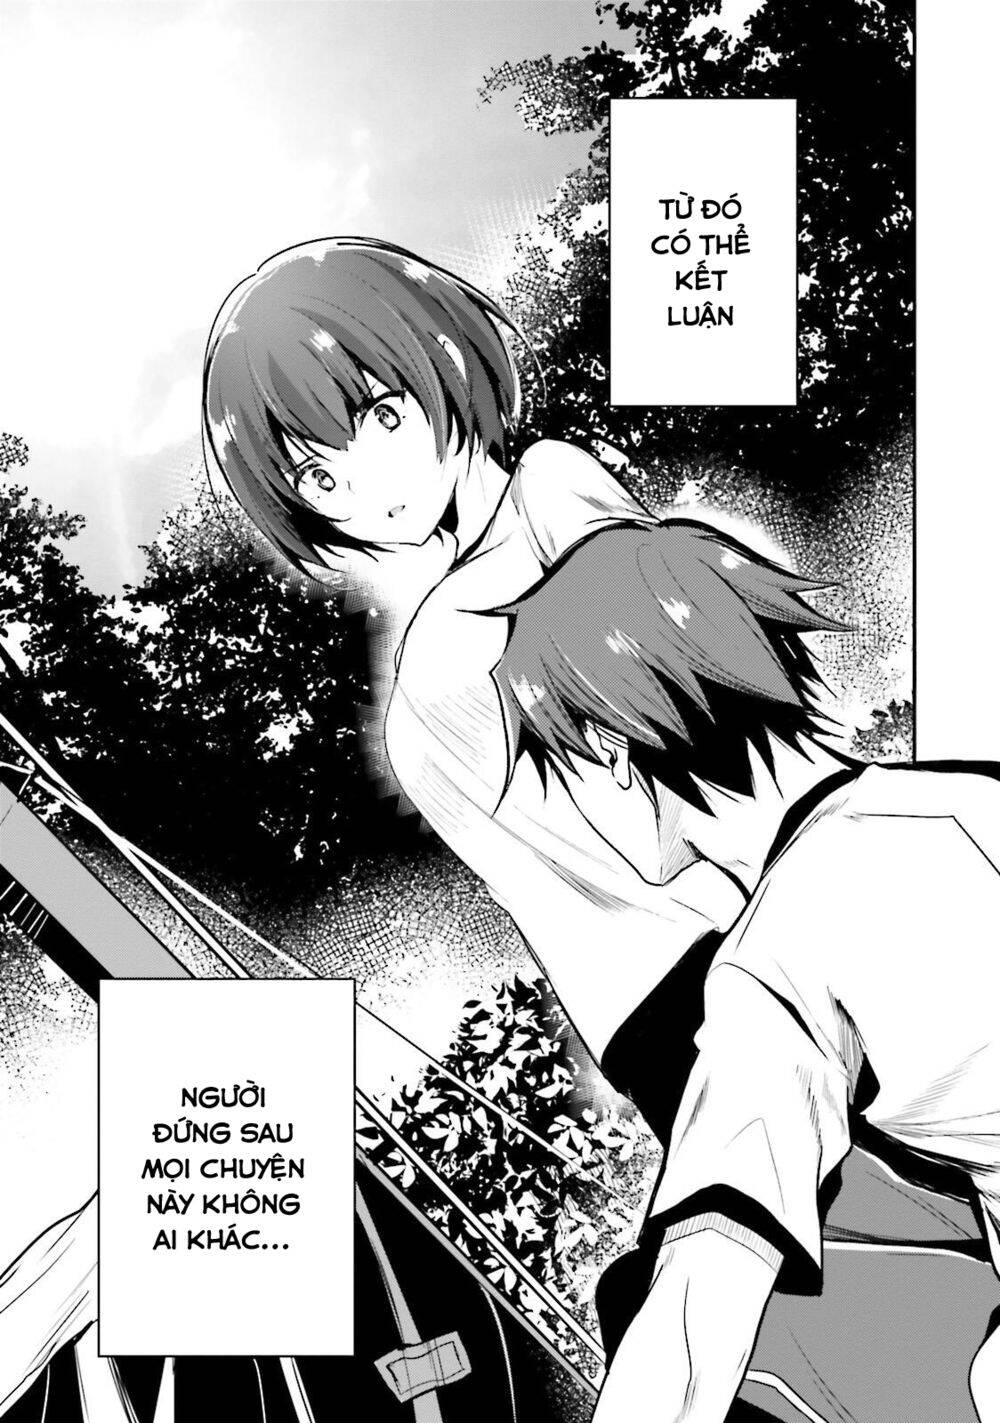 TỪ ĐÓ
CÓ THỂ
KẾT
LUẬN
NGƯỜI
ĐỨNG SAU
MỌI CHUYỆN
NÀY KHÔNG
AI KHÁC...